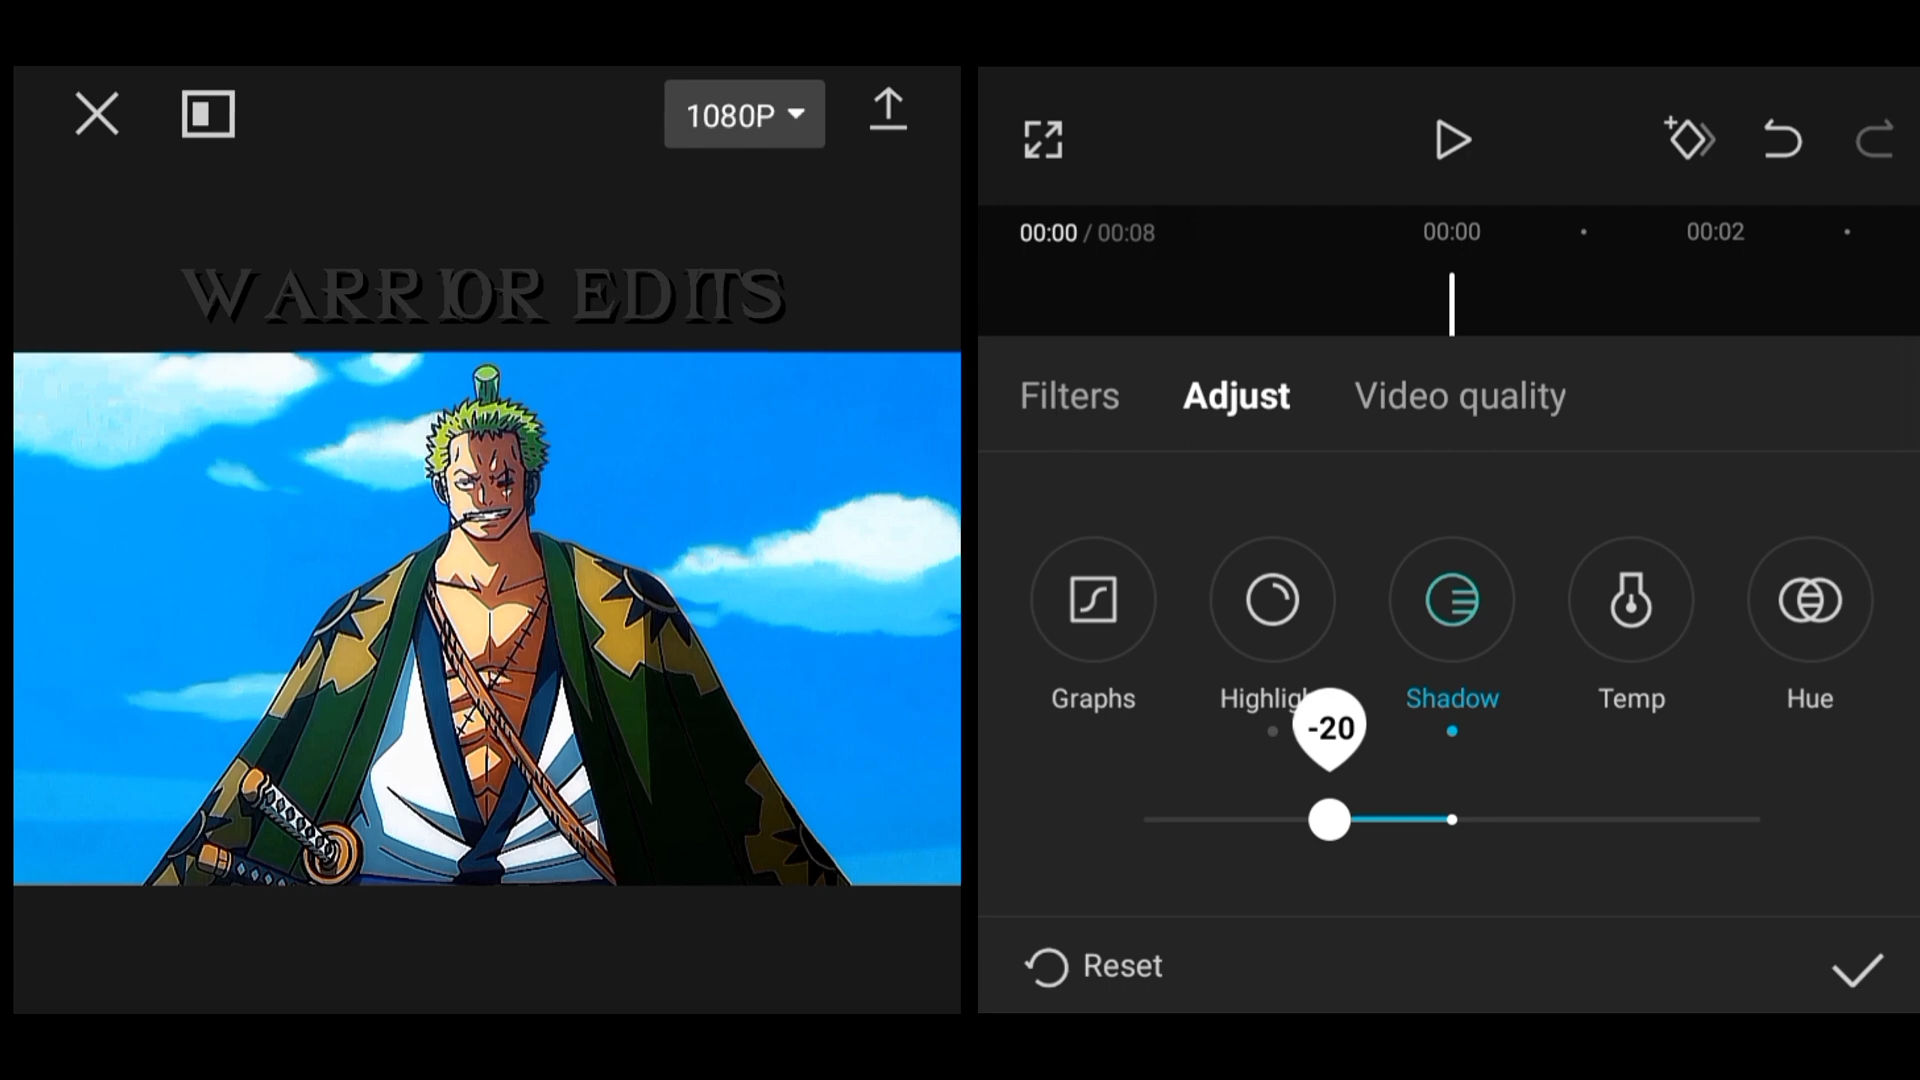 1080P
WARRIOR EDITS
00:00 / 00:08
00:00
00:02
Filters
Adjust
Video quality
Graphs
Highlig
Shadow
Temp
Hue
-20
Reset